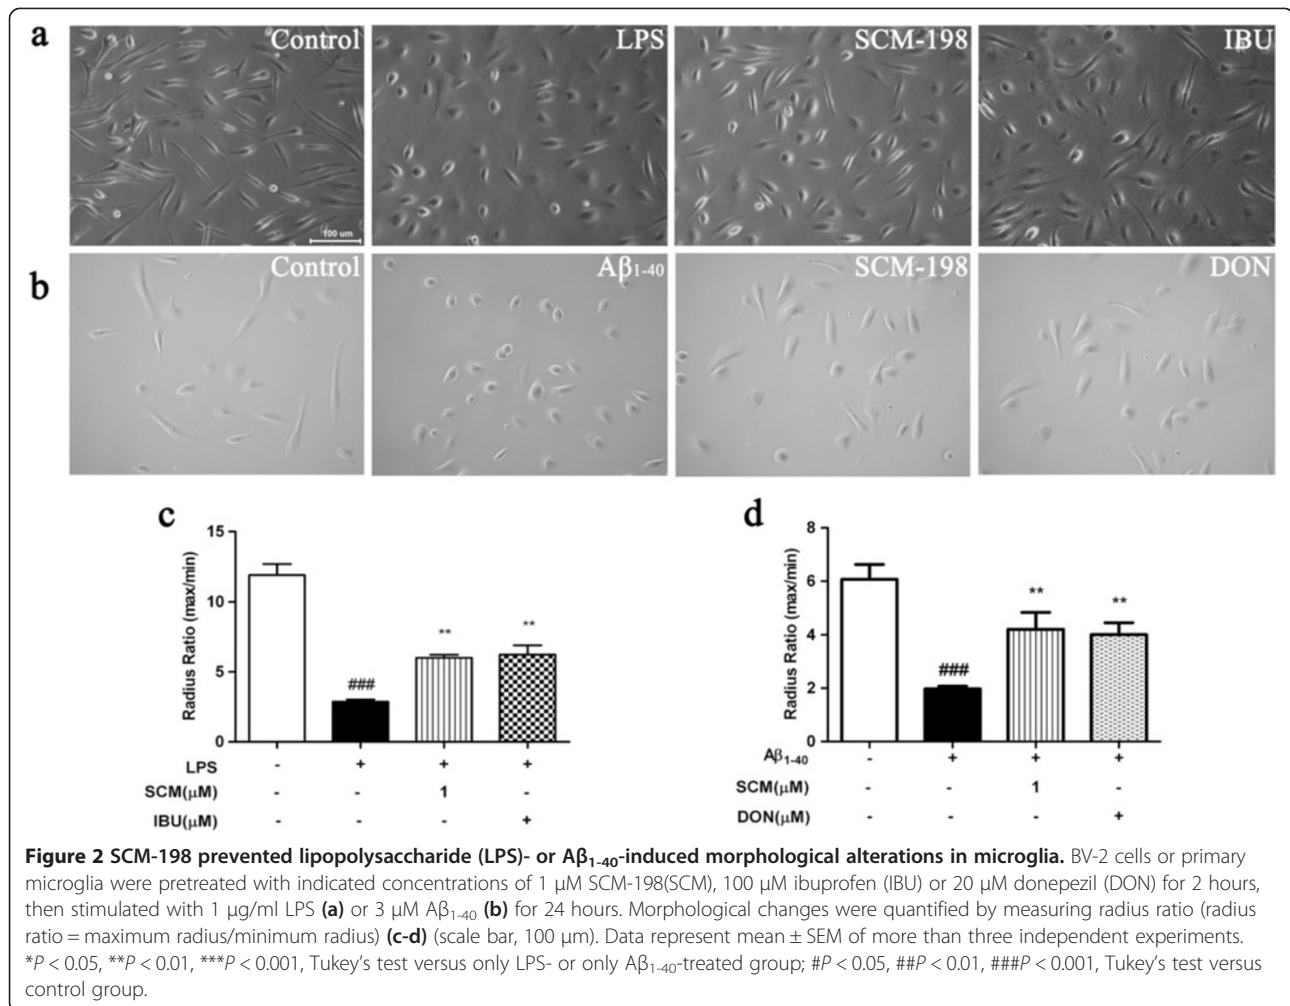 a
Control
LPS
SCM-198
IBU
100 um
b
Control
Aβ1-40
SCM-198
DON
c
Radius Ratio (max/min)
15
10
5
0
###
**
**
LPS - + + +
SCM(μM) - - 1 -
IBU(μM) - - - +
d
Radius Ratio (max/min)
8
6
4
2
0
###
**
**
Aβ1-40 - + + +
SCM(μM) - - 1 -
DON(μM) - - - +
Figure 2 SCM-198 prevented lipopolysaccharide (LPS)- or Aβ1-40-induced morphological alterations in microglia. BV-2 cells or primary
microglia were pretreated with indicated concentrations of 1 μM SCM-198(SCM), 100 μM ibuprofen (IBU) or 20 μM donepezil (DON) for 2 hours,
then stimulated with 1 μg/ml LPS (a) or 3 μM Aβ1-40 (b) for 24 hours. Morphological changes were quantified by measuring radius ratio (radius
ratio = maximum radius/minimum radius) (c-d) (scale bar, 100 μm). Data represent mean ± SEM of more than three independent experiments.
*P < 0.05, **P < 0.01, ***P < 0.001, Tukey's test versus only LPS- or only Aβ1-40-treated group; #P < 0.05, ##P < 0.01, ###P < 0.001, Tukey's test versus
control group.